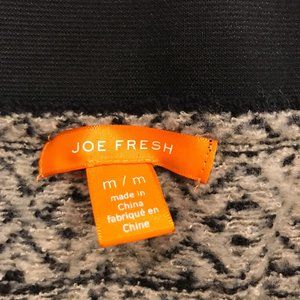 JOE FRESH
m / m
made in
China
fabriqué en
Chine